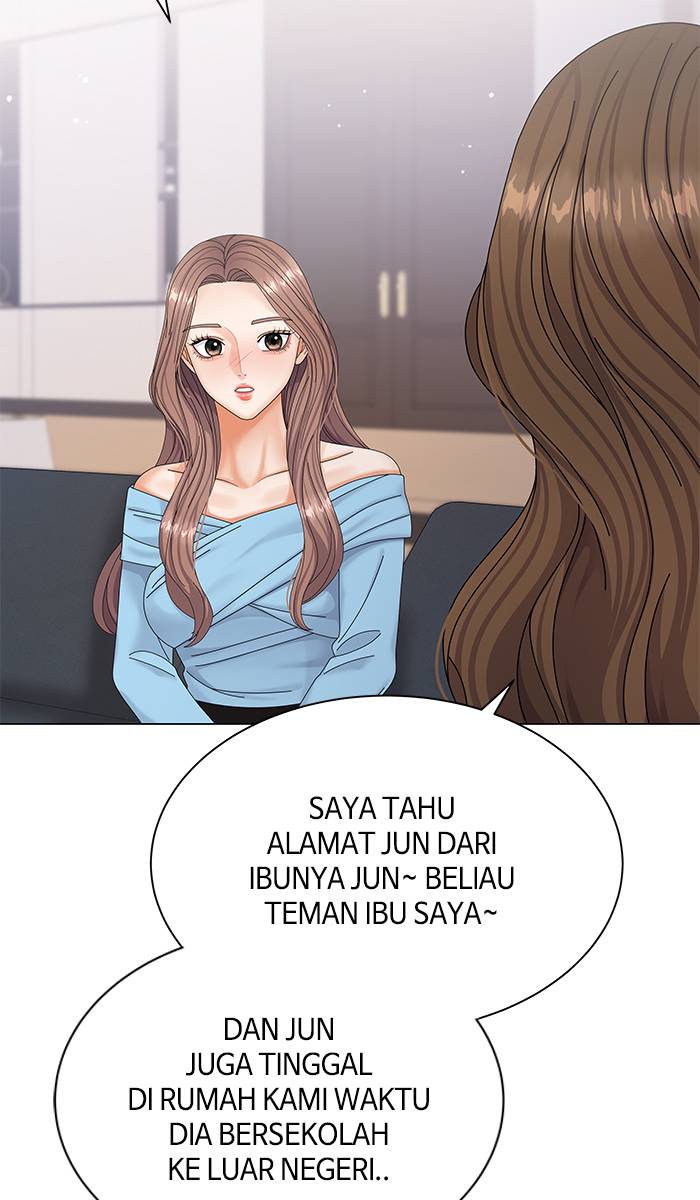 SAYA TAHU
ALAMAT JUN DARI
IBUNYA JUN~ BELIAU
TEMAN IBU SAYA~
DAN JUN
JUGA TINGGAL
DI RUMAH KAMI WAKTU
DIA BERSEKOLAH
KE LUAR NEGERI..